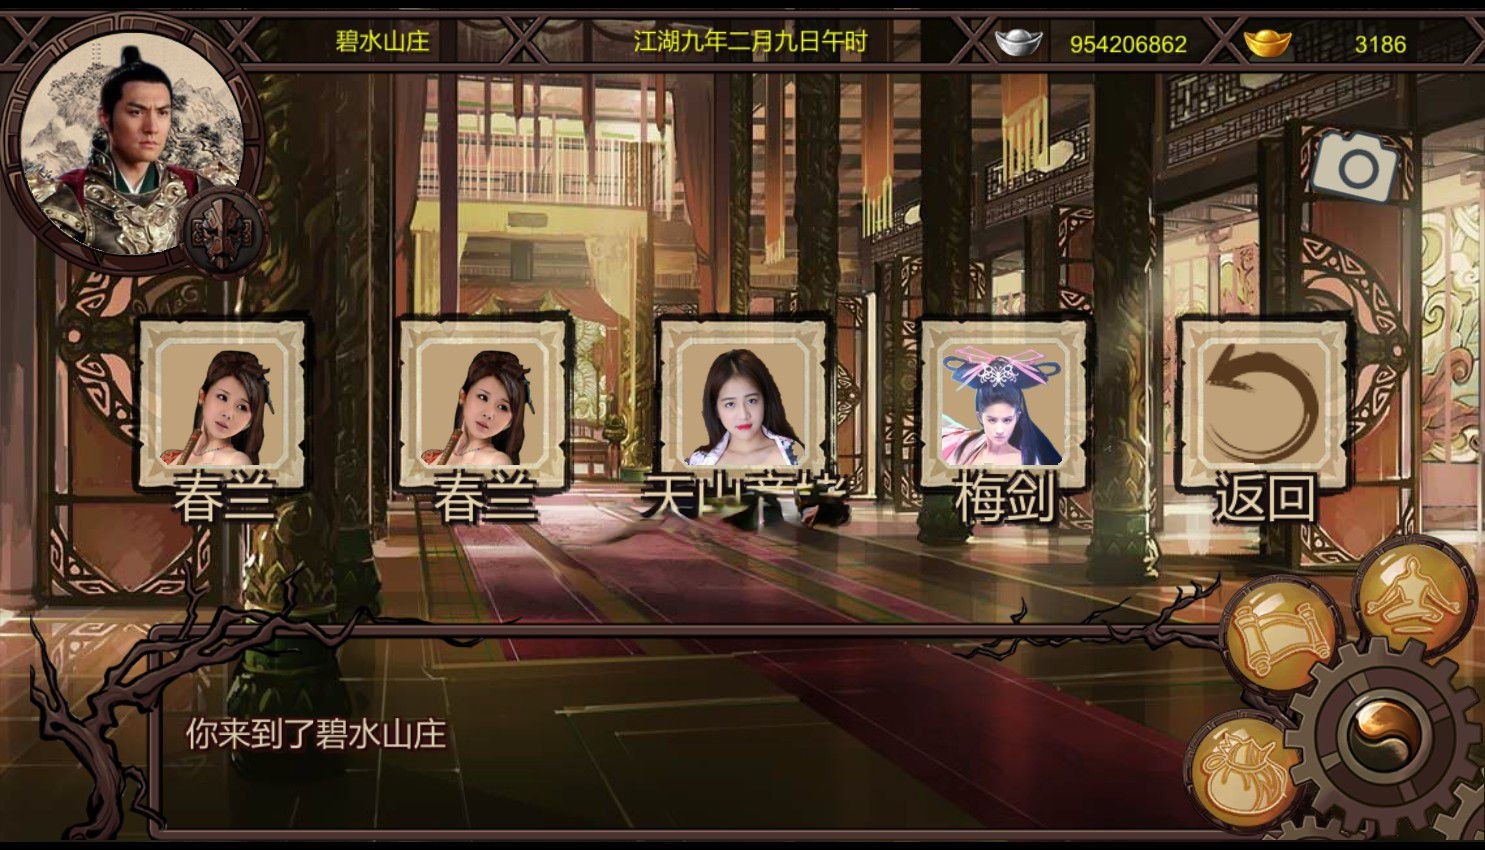 碧水山庄
江湖九年二月九日午时
954206862
3186
春兰
春兰
天山
梅剑
返回
你来到了碧水山庄